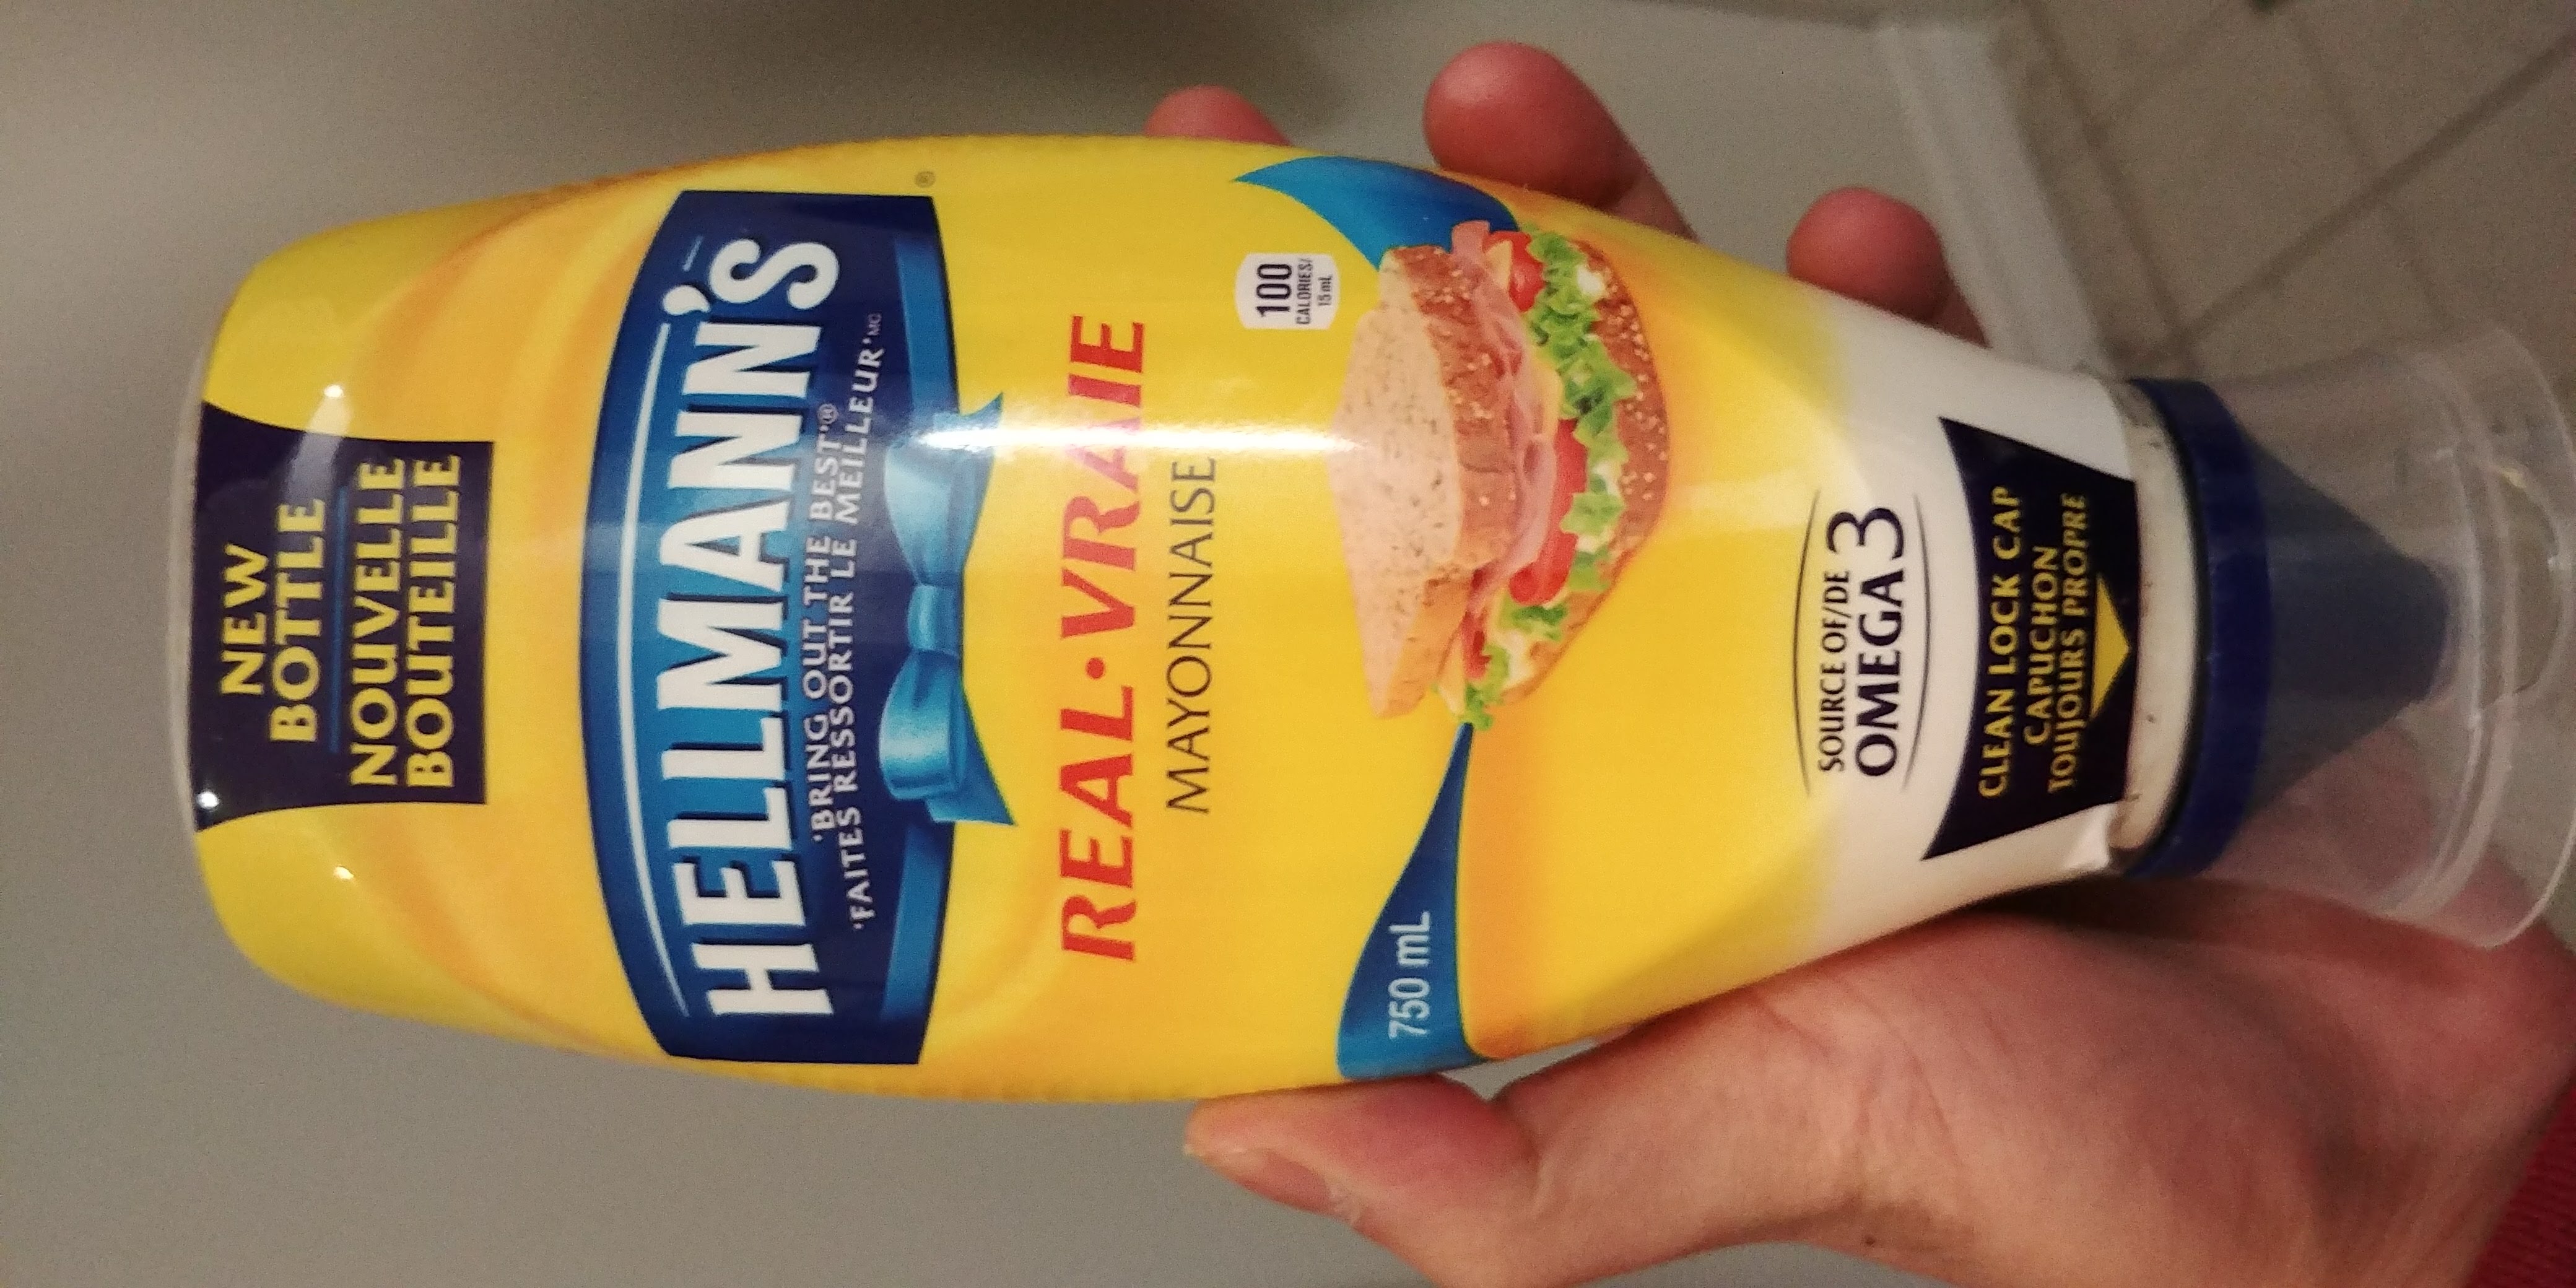 NEW
BOTTLE
NOUVELLE
BOUTEILLE
HELLMANN'S
'BRING OUT THE BEST'®
'FAITES RESSORTIR LE MEILLEUR'MC
®
REAL·VRAIE
MAYONNAISE
100
CALORIES/
15 mL
750 mL
SOURCE OF/DE
OMEGA 3
CLEAN LOCK CAP
CAPUCHON
TOUJOURS PROPRE